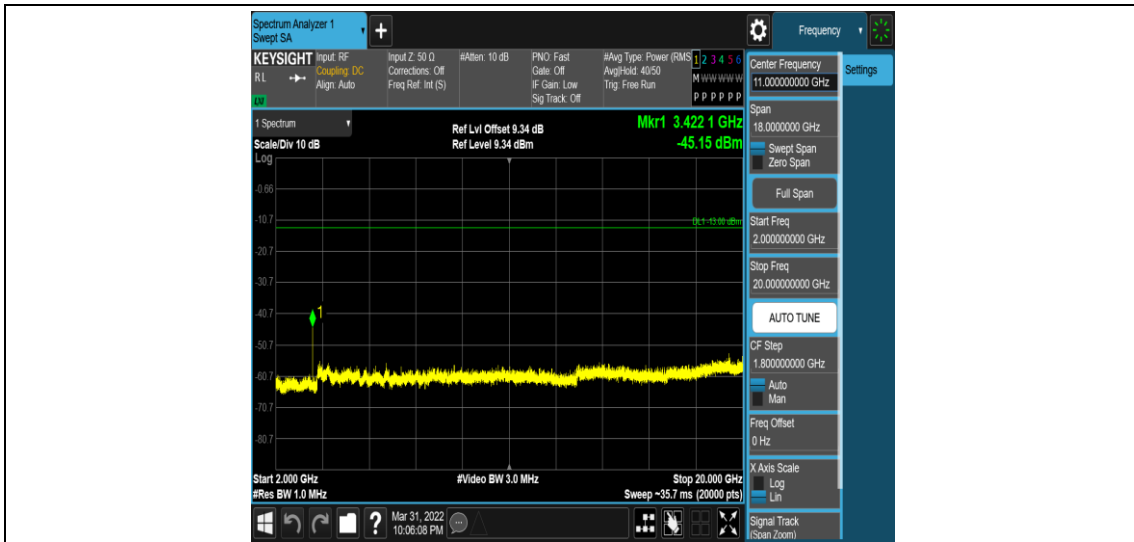 Spectrum Analyzer 1
Swept SA
+
Frequency
KEYSIGHT
RL
LXI
Input: RF
Coupling: DC
Align: Auto
Input Z: 50 Ω
Corrections: Off
Freq Ref: Int (S)
#Atten: 10 dB
PNO: Fast
Gate: Off
IF Gain: Low
Sig Track: Off
#Avg Type: Power (RMS
Avg|Hold: 40/50
Trig: Free Run
1 2 3 4 5 6
M W W W W W
P P P P P P
1 Spectrum
Scale/Div 10 dB
Log
Ref Lvl Offset 9.34 dB
Ref Level 9.34 dBm
Mkr1 3.422 1 GHz
-45.15 dBm
-0.66
-10.7
DL1 -13.00 dBm
-20.7
-30.7
-40.7
1
-50.7
-60.7
-70.7
-80.7
Start 2.000 GHz
#Res BW 1.0 MHz
#Video BW 3.0 MHz
Stop 20.000 GHz
Sweep ~35.7 ms (20000 pts)
?
Mar 31, 2022
10:06:08 PM
Center Frequency
11.000000000 GHz
Settings
Span
18.0000000 GHz
Swept Span
Zero Span
Full Span
Start Freq
2.000000000 GHz
Stop Freq
20.000000000 GHz
AUTO TUNE
CF Step
1.800000000 GHz
Auto
Man
Freq Offset
0 Hz
X Axis Scale
Log
Lin
Signal Track
(Span Zoom)